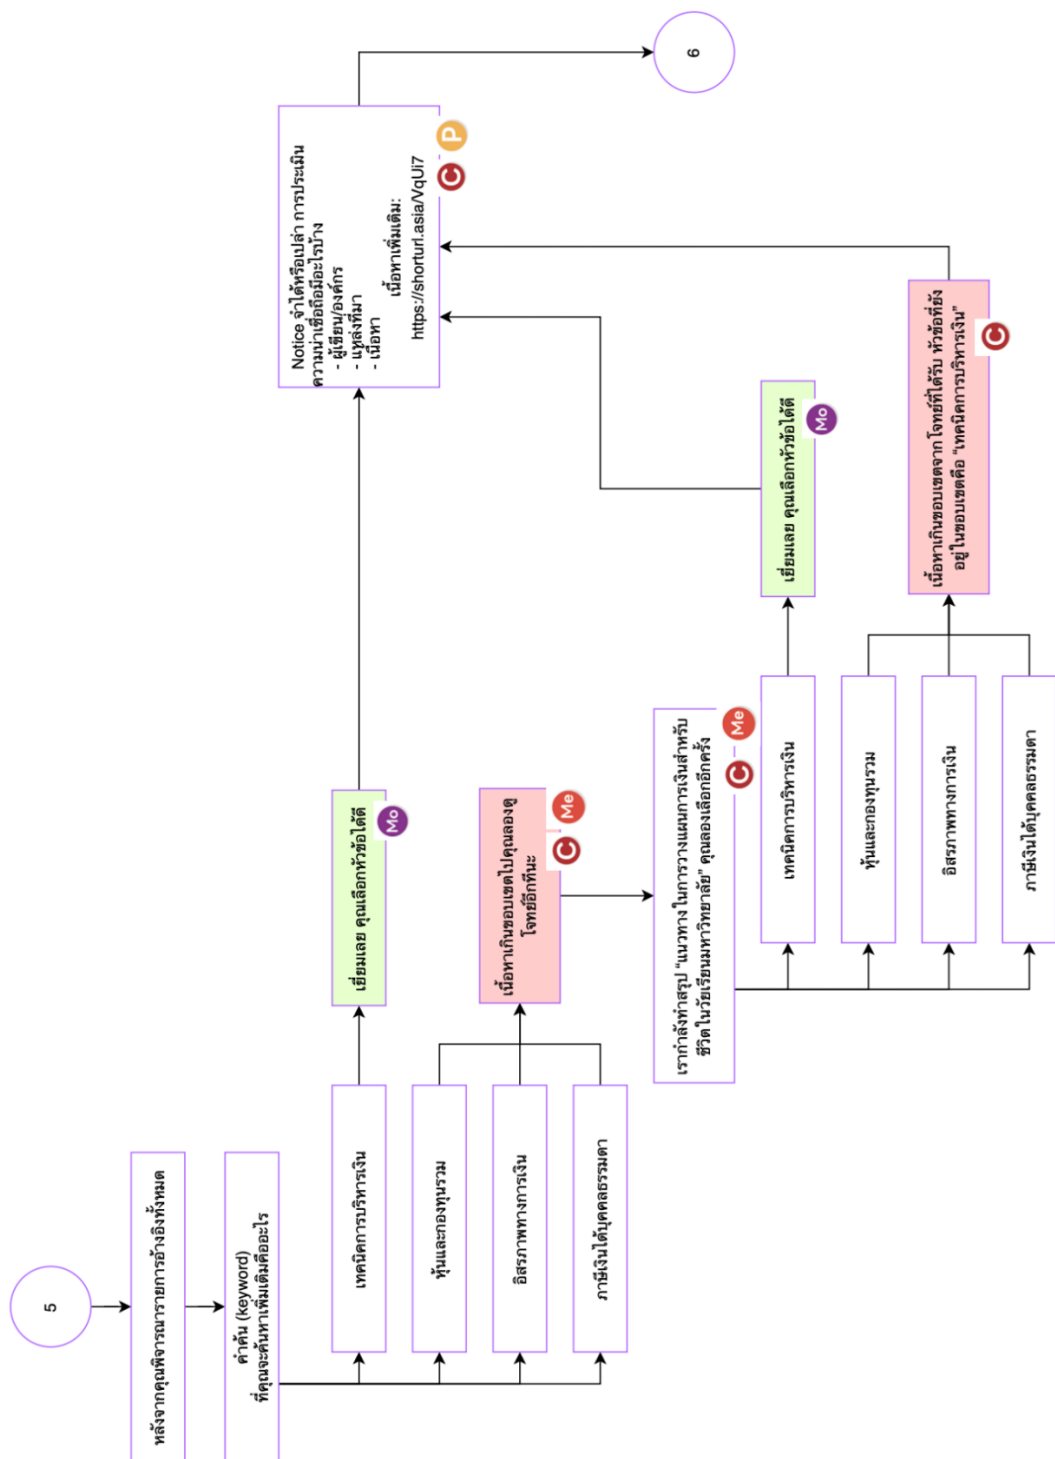 5
หลังจากคุณพิจารณารายการอ้างอิงทั้งหมด
คำค้น (keyword)
ที่คุณจะค้นหาเพิ่มเติมคืออะไร
เทคนิคการบริหารเงิน
หุ้นและกองทุนรวม
อิสรภาพทางการเงิน
ภาษีเงินได้บุคคลธรรมดา
เยี่ยมเลย คุณเลือกหัวข้อได้ดี
Mo
เนื้อหาเกินขอบเขตไปคุณลองดู
โจทย์อีกทีนะ
C
Me
เรากำลังทำสรุป "แนวทางในการวางแผนการเงินสำหรับ
ชีวิตในวัยเรียนมหาวิทยาลัย" คุณลองเลือกอีกครั้ง
C
Me
เทคนิคการบริหารเงิน
หุ้นและกองทุนรวม
อิสรภาพทางการเงิน
ภาษีเงินได้บุคคลธรรมดา
เยี่ยมเลย คุณเลือกหัวข้อได้ดี
Mo
เนื้อหาเกินขอบเขตจากโจทย์ที่ได้รับ หัวข้อที่ยัง
อยู่ในขอบเขตคือ "เทคนิคการบริหารเงิน"
C
Notice จำได้หรือเปล่า การประเมิน
ความน่าเชื่อถือมีอะไรบ้าง
- ผู้เขียน/องค์กร
- แหล่งที่มา
- เนื้อหา
เนื้อหาเพิ่มเติม:
https://shorturl.asia/VqUi7
C
P
6